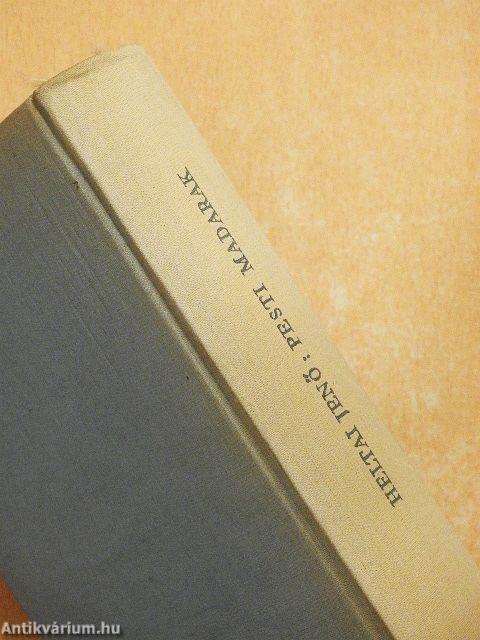 HELTAI JENŐ: PESTI MADARAK
Antikvárium.hu